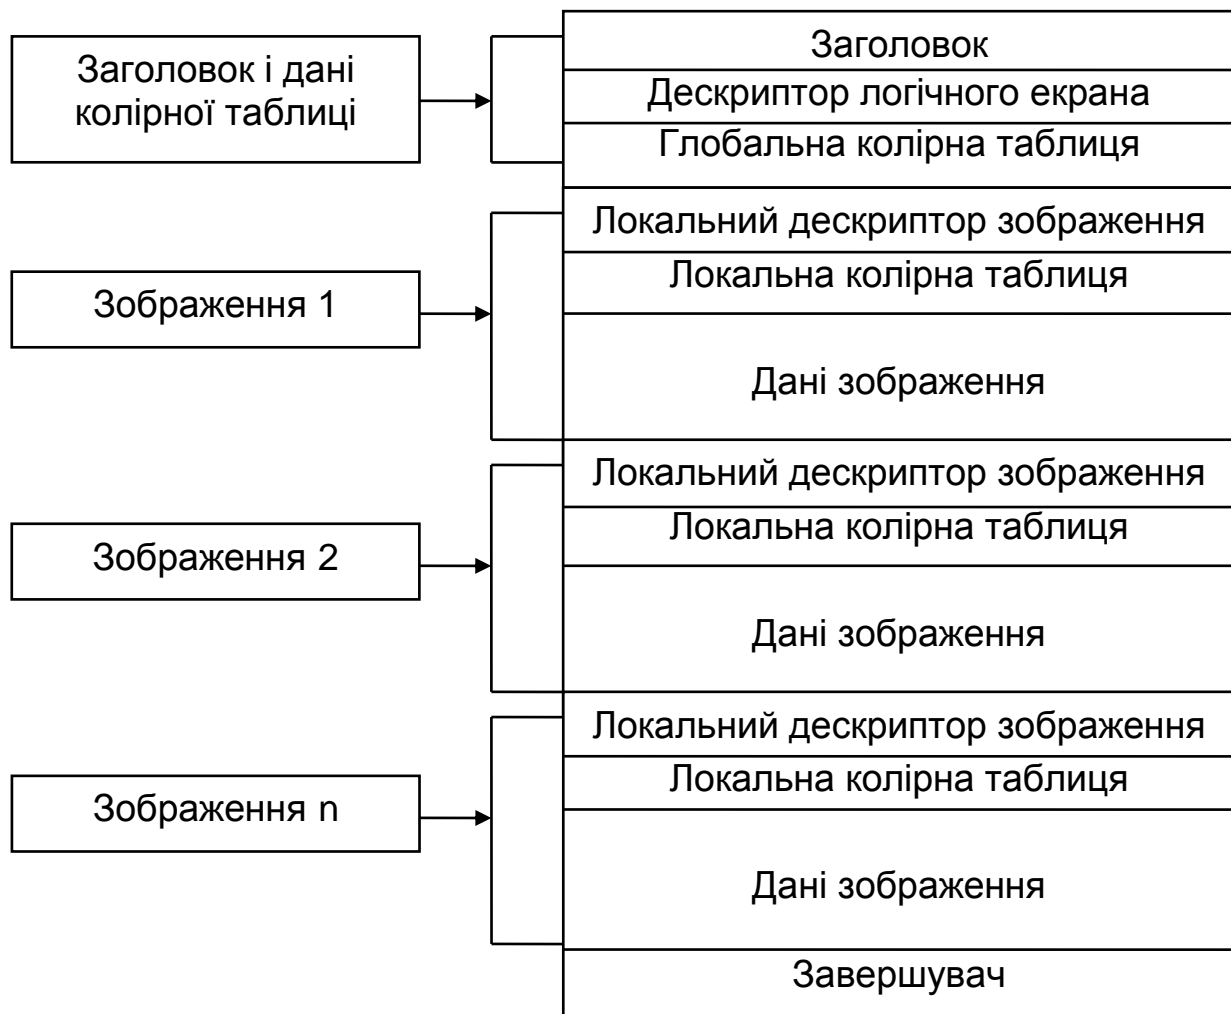 Заголовок і дані
колірної таблиці
Заголовок
Дескриптор логічного екрана
Глобальна колірна таблиця
Зображення 1
Локальний дескриптор зображення
Локальна колірна таблиця
Дані зображення
Зображення 2
Локальний дескриптор зображення
Локальна колірна таблиця
Дані зображення
Зображення n
Локальний дескриптор зображення
Локальна колірна таблиця
Дані зображення
Завершувач